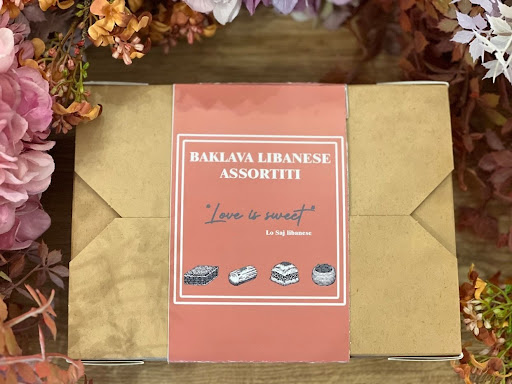 BAKLAVA LIBANESE
ASSORTITI
"Love is sweet"
Lo Saj libanese